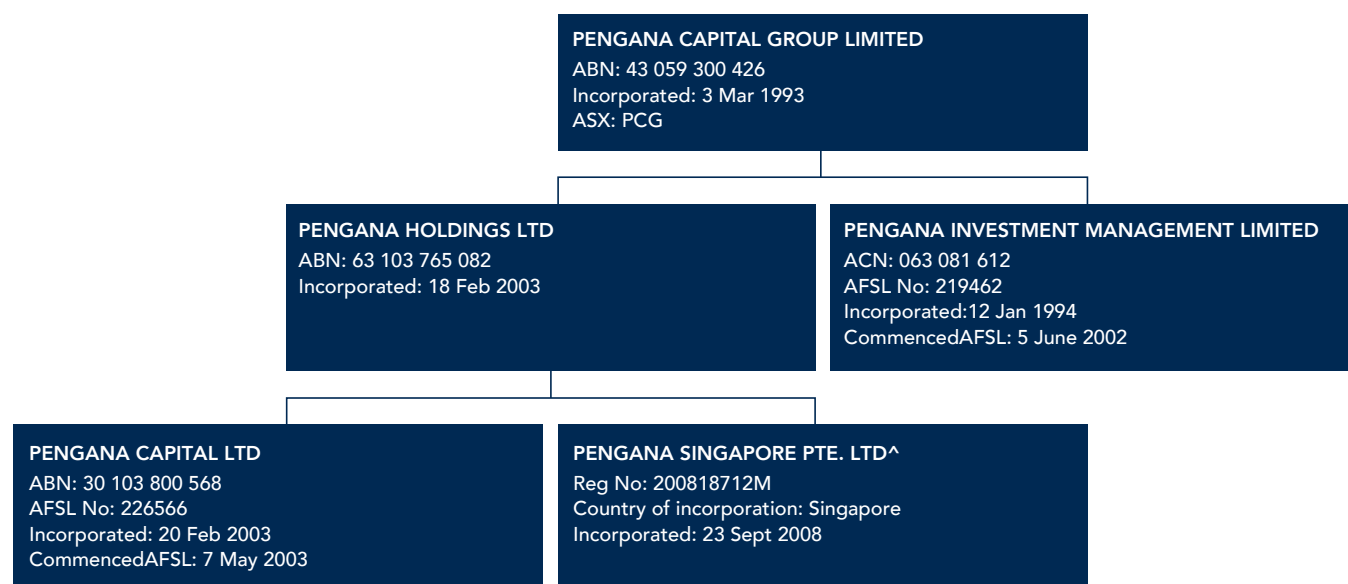 PENGANA CAPITAL GROUP LIMITED
ABN: 43 059 300 426
Incorporated: 3 Mar 1993
ASX: PCG
PENGANA HOLDINGS LTD
ABN: 63 103 765 082
Incorporated: 18 Feb 2003
PENGANA INVESTMENT MANAGEMENT LIMITED
ACN: 063 081 612
AFSL No: 219462
Incorporated:12 Jan 1994
CommencedAFSL: 5 June 2002
PENGANA CAPITAL LTD
ABN: 30 103 800 568
AFSL No: 226566
Incorporated: 20 Feb 2003
CommencedAFSL: 7 May 2003
PENGANA SINGAPORE PTE. LTD^
Reg No: 200818712M
Country of incorporation: Singapore
Incorporated: 23 Sept 2008